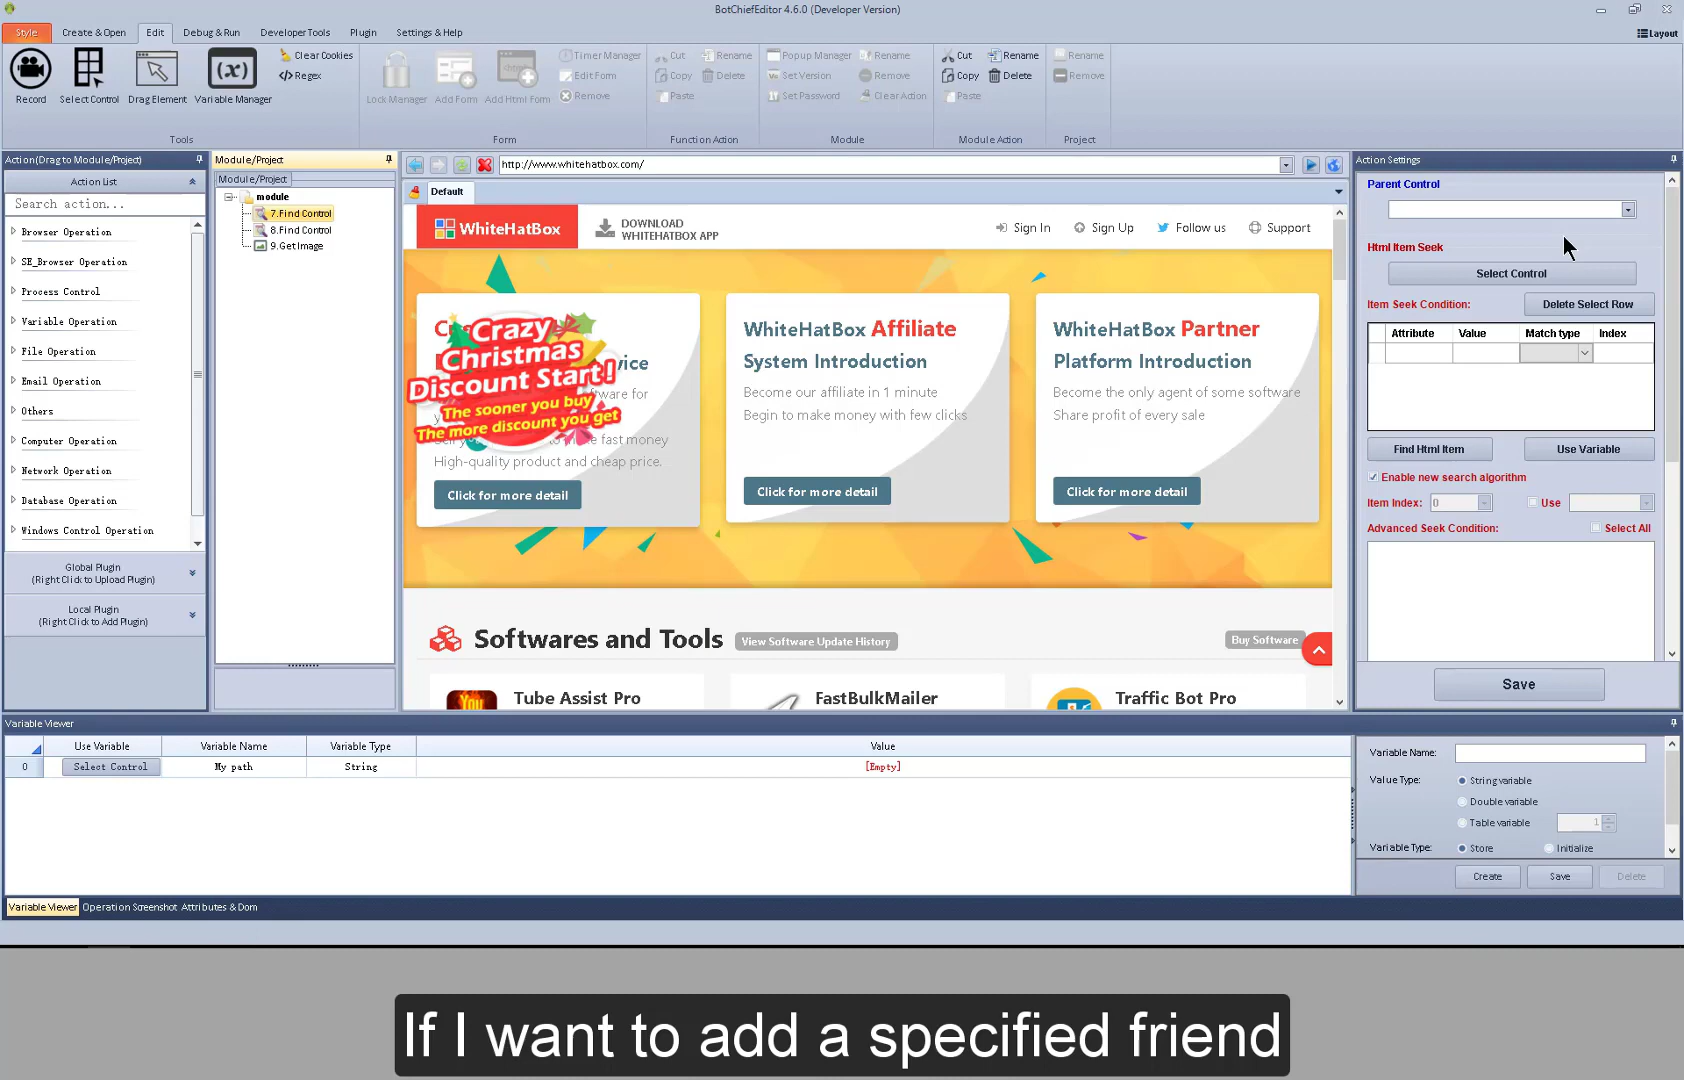 BotChiefEditor 4.6.0 (Developer Version)
Style
Create & Open
Edit
Debug & Run
Developer Tools
Plugin
Settings & Help
Layout
Record
Select Control
Drag Element
Variable Manager
Clear Cookies
</> Regex
Tools
Lock Manager
Add Form
Add Html Form
Timer Manager
Edit Form
Remove
Form
Cut
Copy
Paste
Rename
Delete
Function Action
Popup Manager
Set Version
Set Password
Rename
Remove
Clear Action
Module
Cut
Copy
Paste
Rename
Delete
Module Action
Rename
Remove
Project
Action(Drag to Module/Project)
Action List
Search action...
Browser Operation
SE_Browser Operation
Process Control
Variable Operation
File Operation
Email Operation
Others
Computer Operation
Network Operation
Database Operation
Windows Control Operation
Global Plugin
(Right Click to Upload Plugin)
Local Plugin
(Right Click to Add Plugin)
Module/Project
Module/Project
module
7.Find Control
8.Find Control
9.Get Image
http://www.whitehatbox.com/
Default
WhiteHatBox
DOWNLOAD
WHITEHATBOX APP
Sign In
Sign Up
Follow us
Support
Crazy
Christmas
Discount Start!
The sooner you buy
The more discount you get
vice
ftware for
fast money
High-quality product and cheap price.
Click for more detail
WhiteHatBox Affiliate
System Introduction
Become our affiliate in 1 minute
Begin to make money with few clicks
Click for more detail
WhiteHatBox Partner
Platform Introduction
Become the only agent of some software
Share profit of every sale
Click for more detail
Softwares and Tools
View Software Update History
Buy Software
You
Tube Assist Pro
FastBulkMailer
Traffic Bot Pro
Action Settings
Parent Control
Html Item Seek
Select Control
Item Seek Condition:
Delete Select Row
Attribute
Value
Match type
Index
Find Html Item
Use Variable
Enable new search algorithm
Item Index:
0
Use
Advanced Seek Condition:
Select All
Save
Variable Viewer
Use Variable
Variable Name
Variable Type
Value
0
Select Control
My path
String
[Empty]
Variable Name:
Value Type:
String variable
Double variable
Table variable
1
Variable Type:
Store
Initialize
Create
Save
Delete
Variable Viewer
Operation Screenshot
Attributes & Dom
If I want to add a specified friend